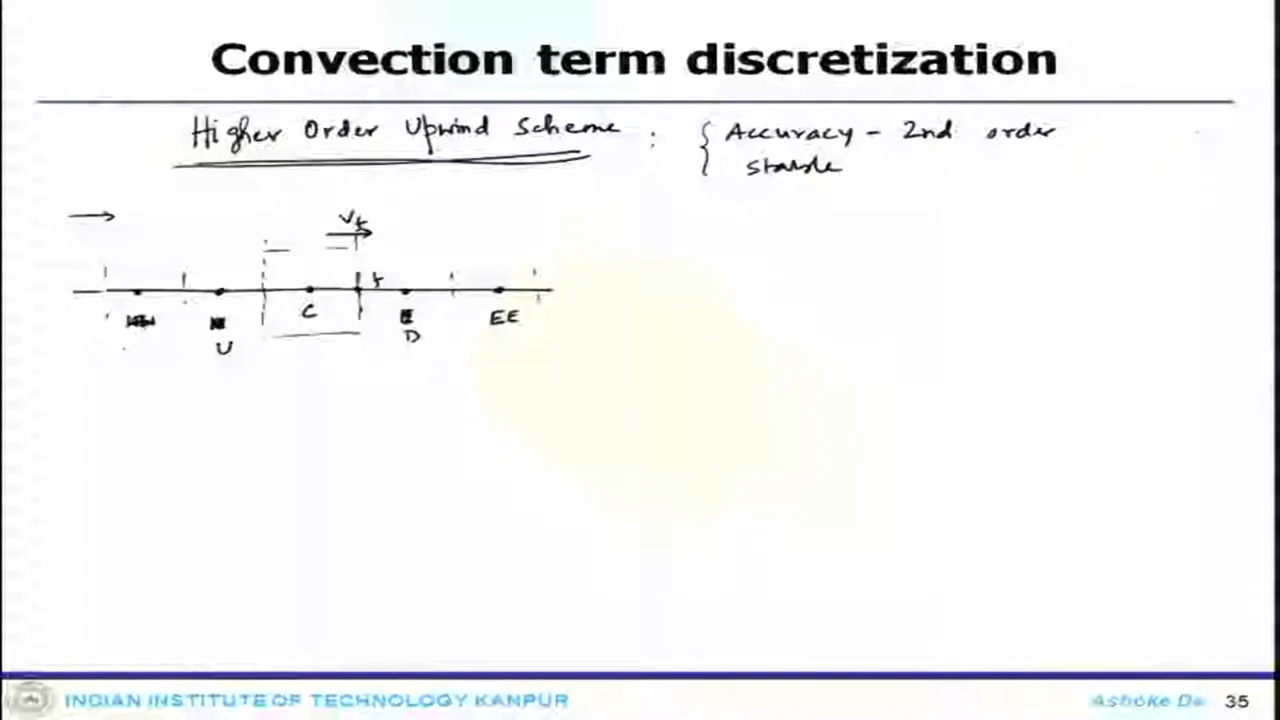 Convection term discretization
Higher Order Upwind Scheme : { Accuracy - 2nd order
stable
Vf
f
C EE
U D
INDIAN INSTITUTE OF TECHNOLOGY KANPUR
Ashoke De 35